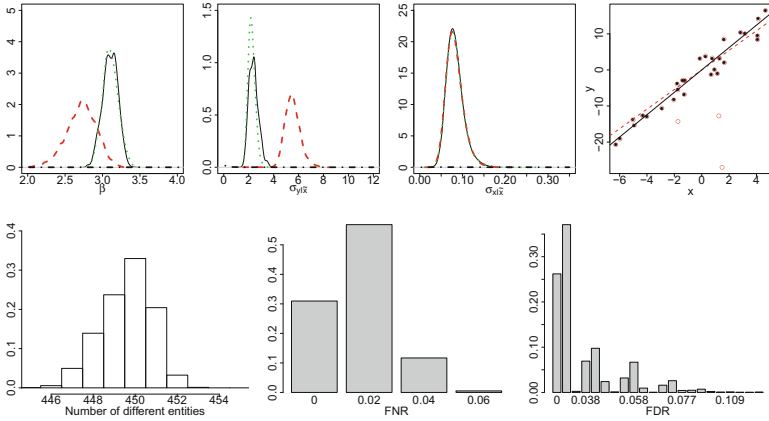 0 1 2 3 4 5
2.0 2.5 3.0 3.5 4.0
β
0.0 0.5 1.0 1.5
0 2 4 6 8 10 12
σy|x̃
0 5 10 15 20 25
0.00 0.10 0.20 0.30
σx|x̃
−20 −10 0 10
y
−6 −4 −2 0 2 4
x
0.0 0.1 0.2 0.3 0.4
446 448 450 452 454
Number of different entities
0.0 0.1 0.2 0.3 0.4 0.5
0 0.02 0.04 0.06
FNR
0.00 0.10 0.20 0.30
0 0.038 0.058 0.077 0.109
FDR